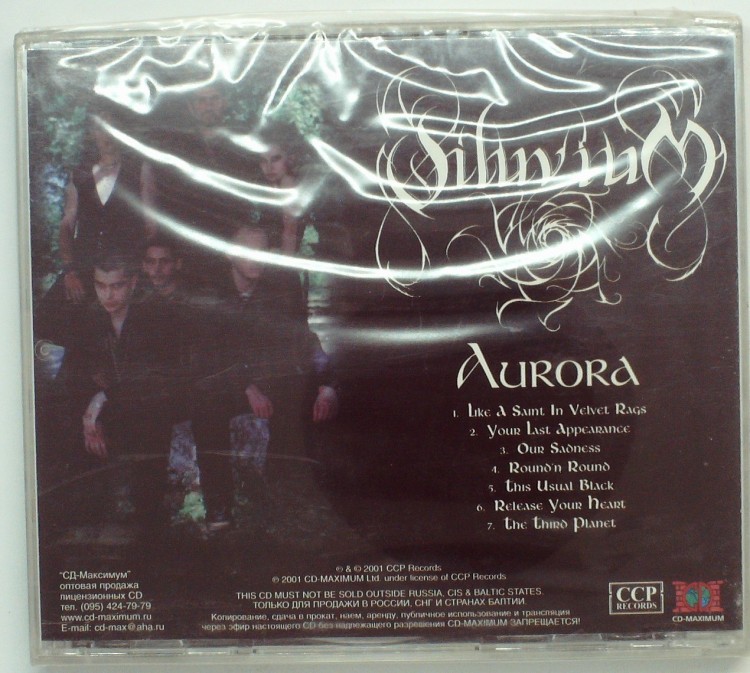 Diluvium
Aurora
1. Like A Saint In Velvet Rags
2. Your Last Appearance
3. Our Sadness
4. Round'n Round
5. This Usual Black
6. Release Your Heart
7. The Third Planet
"СД-Максимум"
оптовая продажа
лицензионных CD
тел. (095) 424-79-79
www.cd-maximum.ru
E-mail: cd-max@aha.ru
℗ & © 2001 CCP Records
© 2001 CD-MAXIMUM Ltd. under license of CCP Records
THIS CD MUST NOT BE SOLD OUTSIDE RUSSIA, CIS & BALTIC STATES.
ТОЛЬКО ДЛЯ ПРОДАЖИ В РОССИИ, СНГ И СТРАНАХ БАЛТИИ.
Копирование, сдача в прокат, наем, аренду, публичное использование и трансляция
через эфир настоящего CD без надлежащего разрешения CD-MAXIMUM ЗАПРЕЩАЕТСЯ!
CCP
RECORDS
CD-MAXIMUM